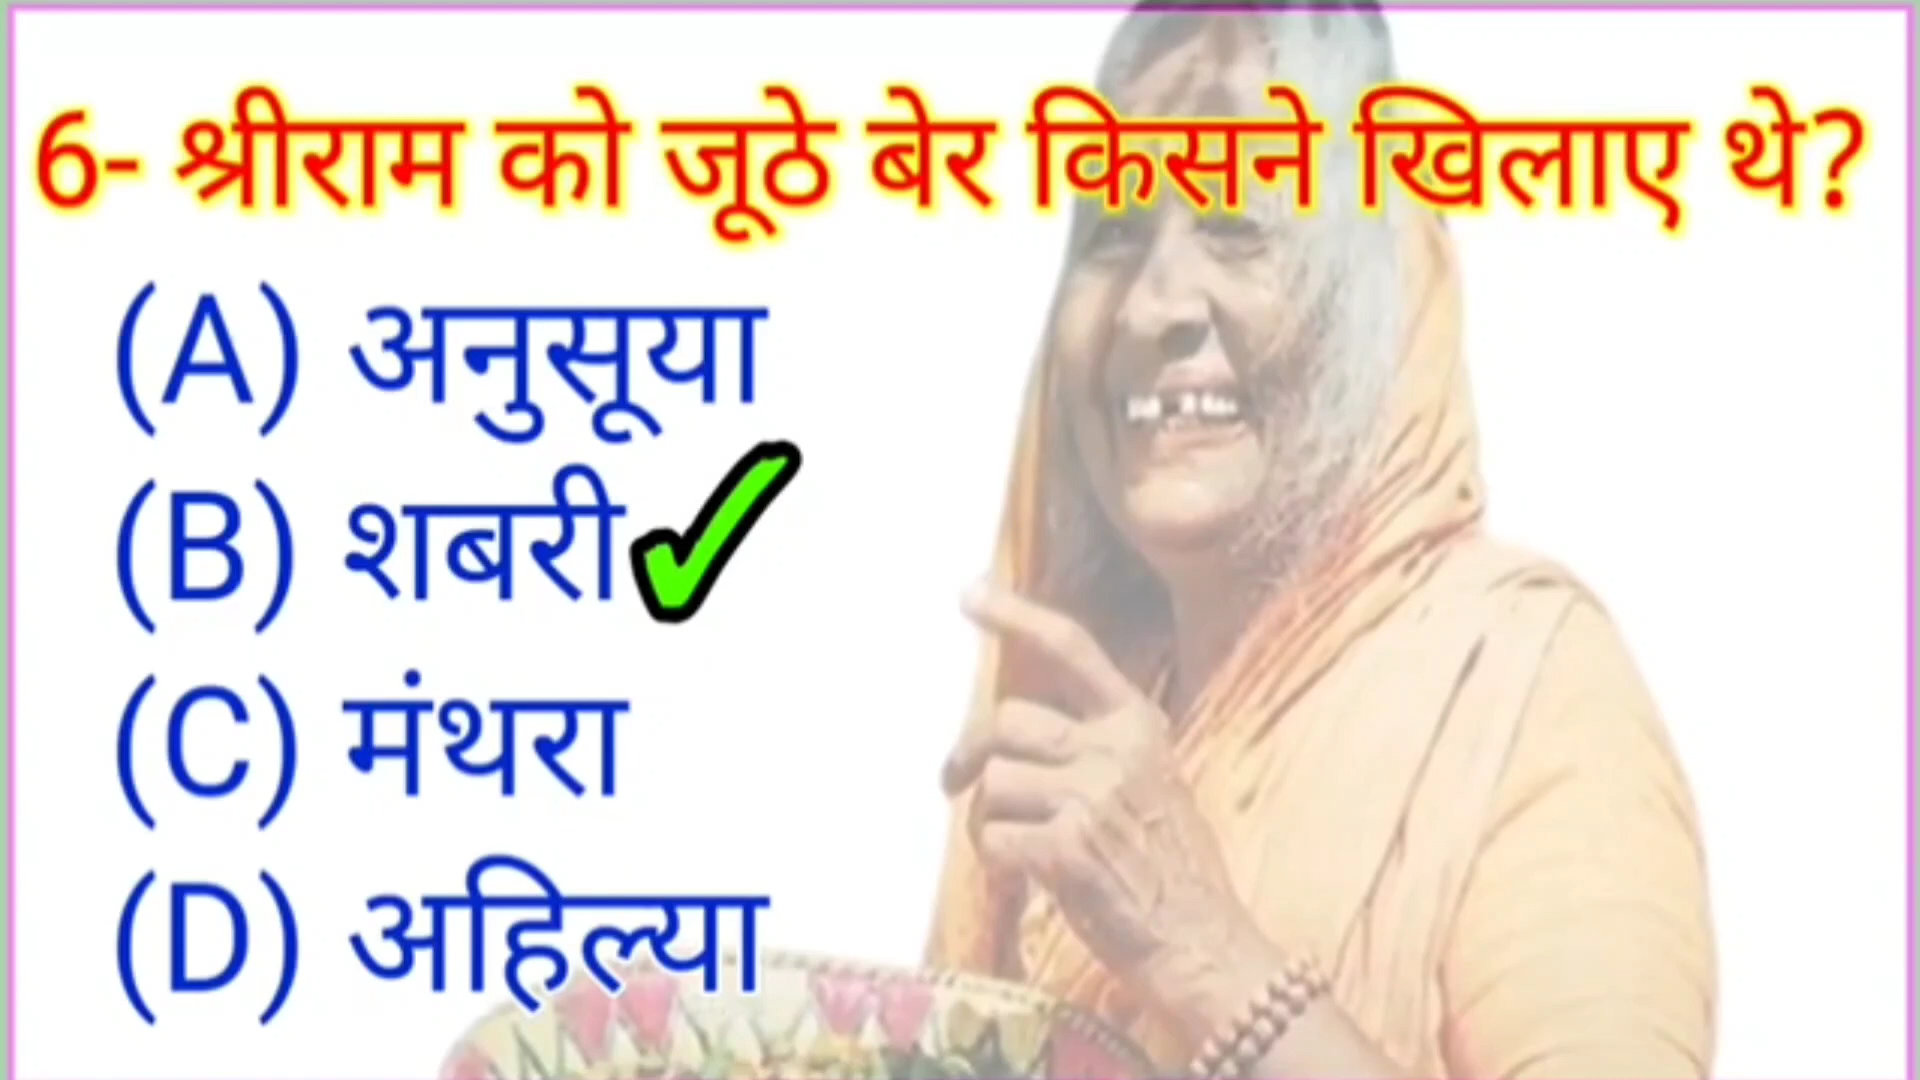 6- श्रीराम को जूठे बेर किसने खिलाए थे?
(A) अनुसूया
(B) शबरी
(C) मंथरा
(D) अहिल्या